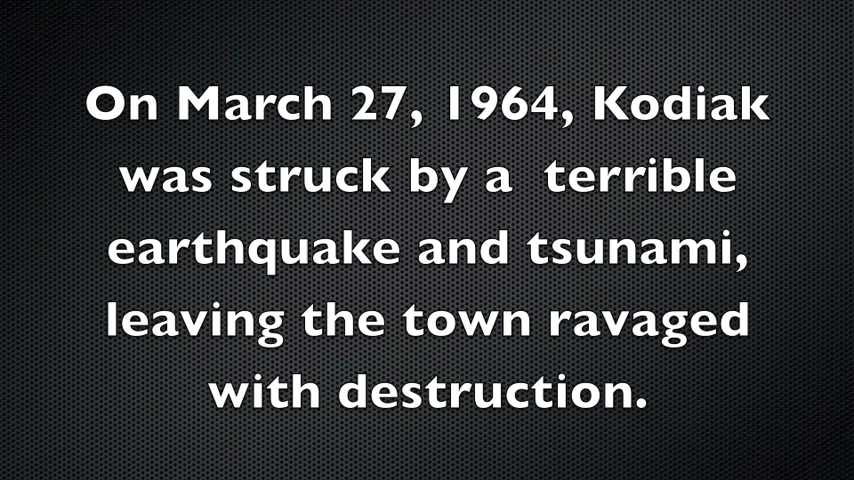 On March 27, 1964, Kodiak
was struck by a  terrible
earthquake and tsunami,
leaving the town ravaged
with destruction.